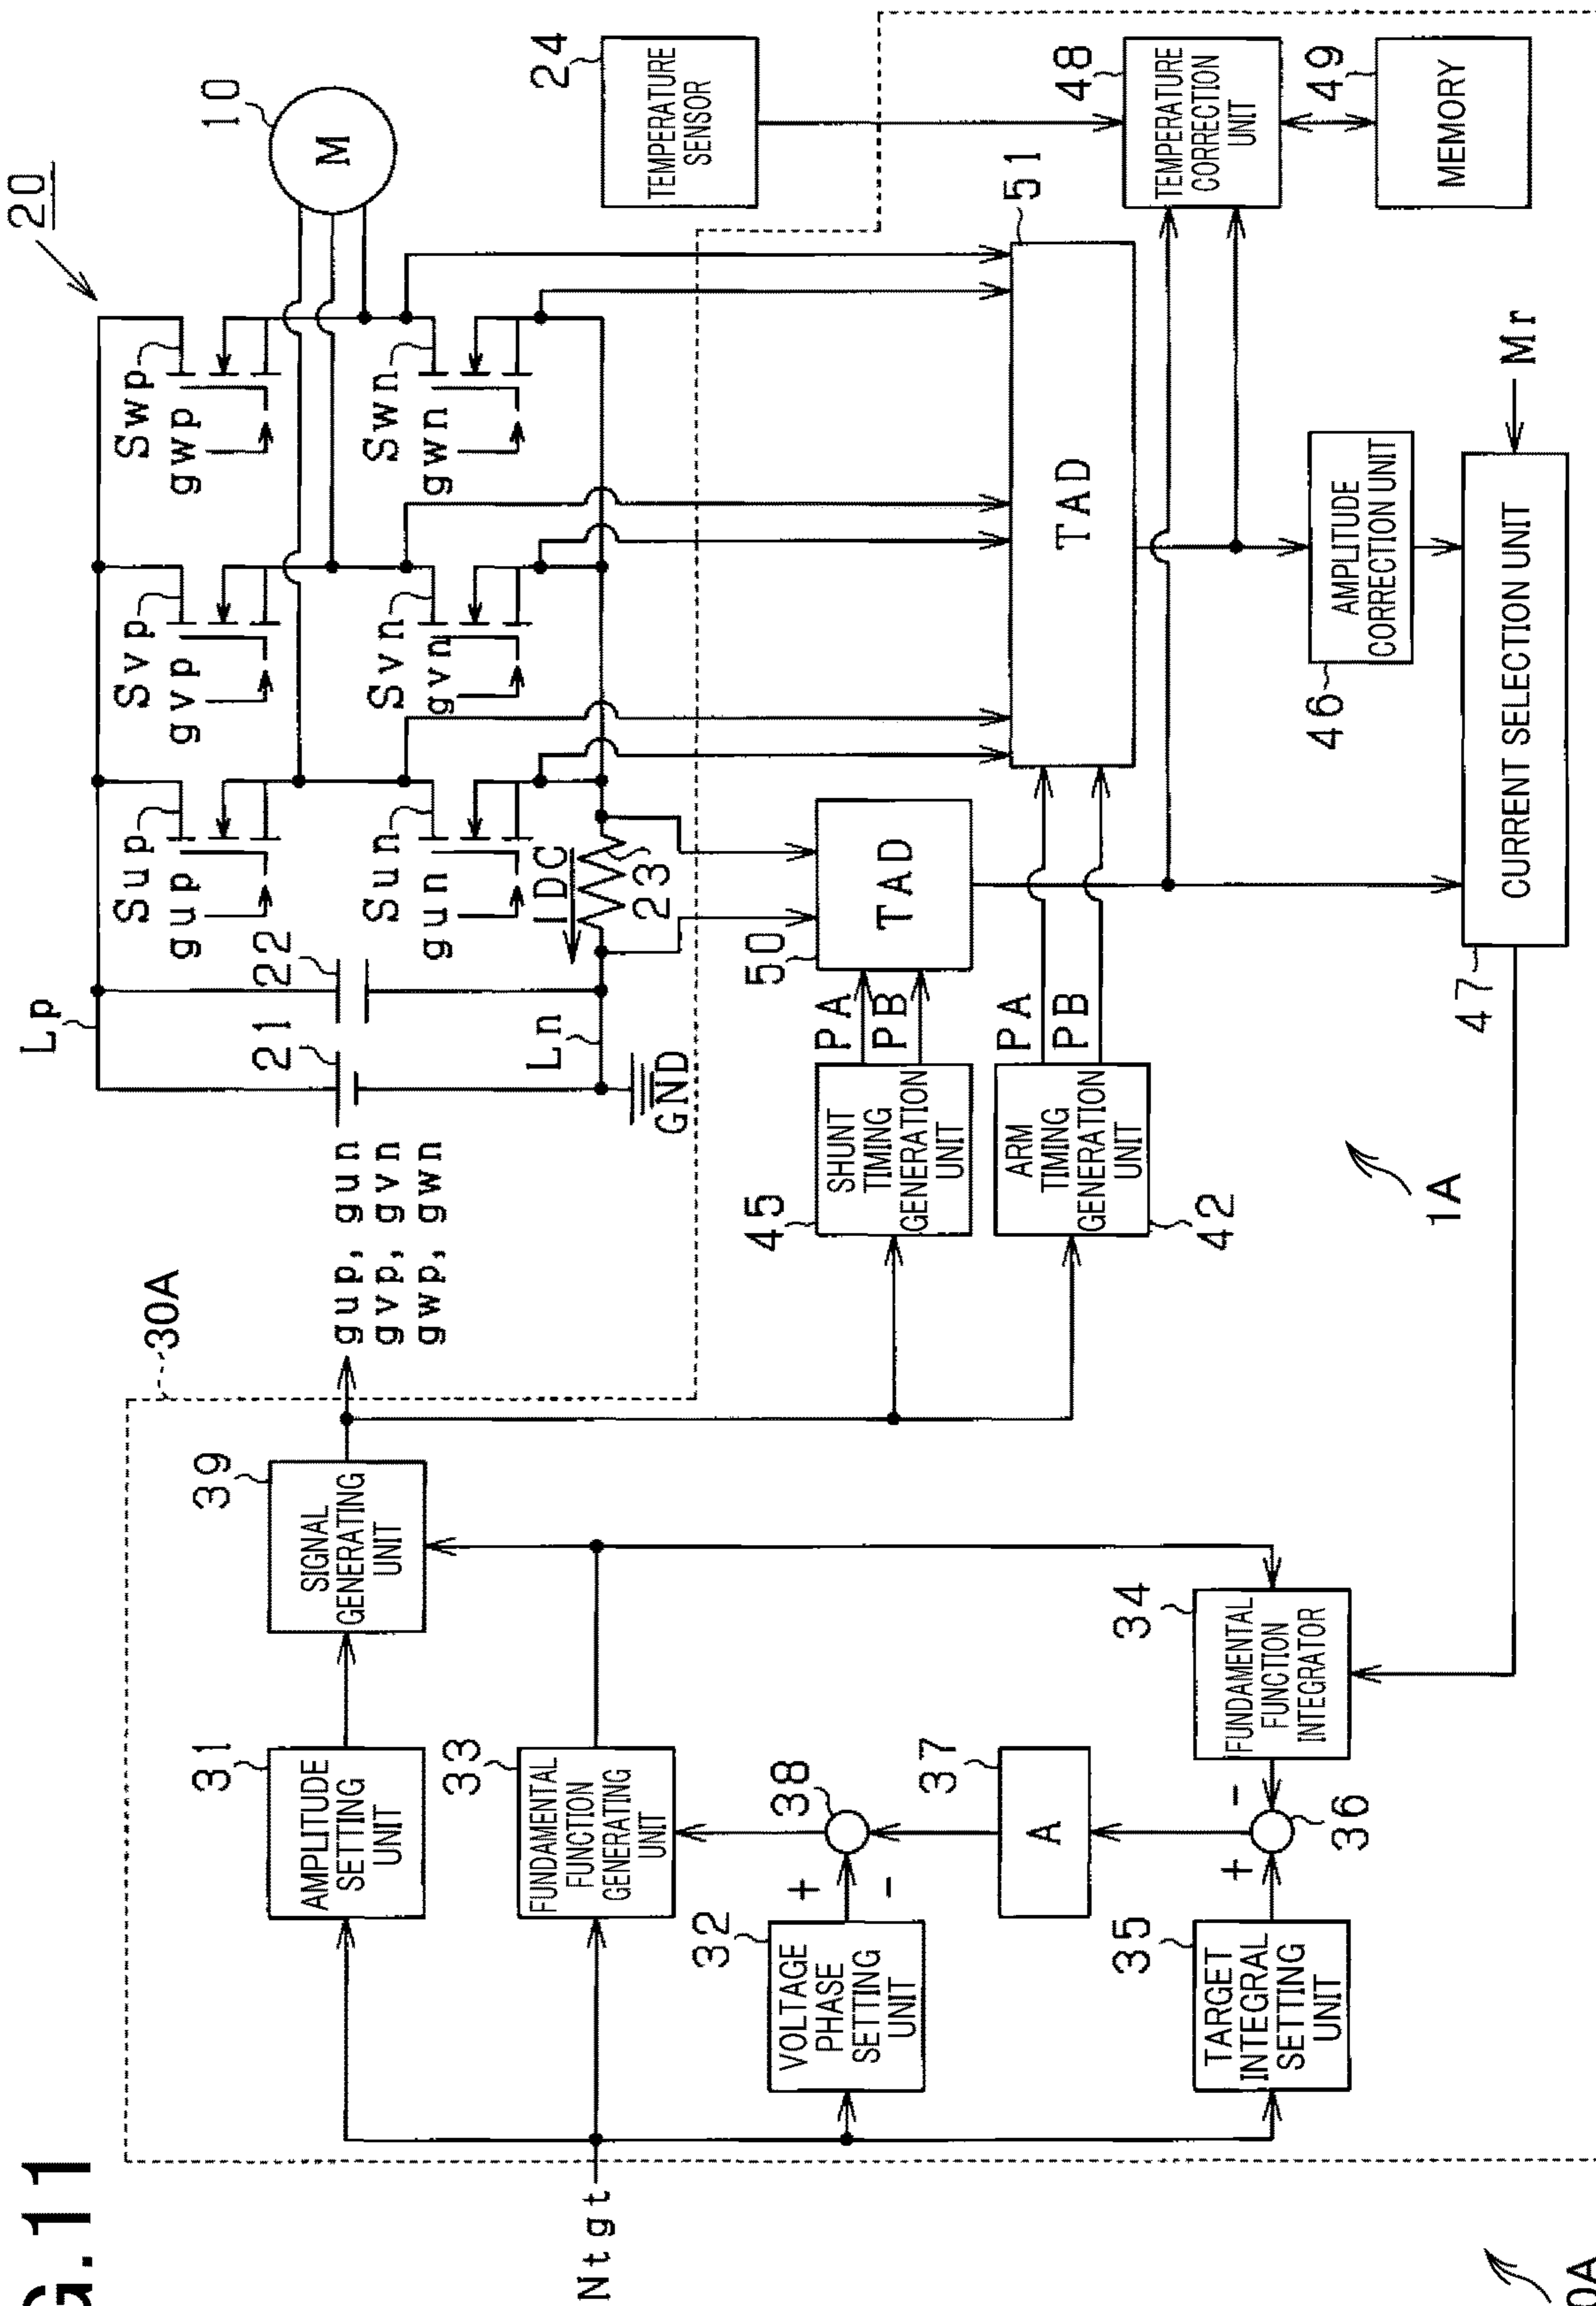 G.11
Ntgt
30A
AMPLITUDE
SETTING
UNIT
31
SIGNAL
GENERATING
UNIT
39
gup, gun
gvp, gvn
gwp, gwn
FUNDAMENTAL
FUNCTION
GENERATING
UNIT
33
VOLTAGE
PHASE
SETTING
UNIT
32
+
-
38
A
37
TARGET
INTEGRAL
SETTING
UNIT
35
+
-
36
FUNDAMENTAL
FUNCTION
INTEGRATOR
34
20
Lp
21
22
Ln
GND
Sup
gup
Svp
gvp
Swp
gwp
Sun
gun
Svn
gvn
Swn
gwn
IDC
23
M
10
TEMPERATURE
SENSOR
24
SHUNT
TIMING
GENERATION
UNIT
45
PA
PB
TAD
50
ARM
TIMING
GENERATION
UNIT
42
PA
PB
TAD
51
TEMPERATURE
CORRECTION
UNIT
48
MEMORY
49
AMPLITUDE
CORRECTION UNIT
46
CURRENT SELECTION UNIT
47
Mr
1A
0A